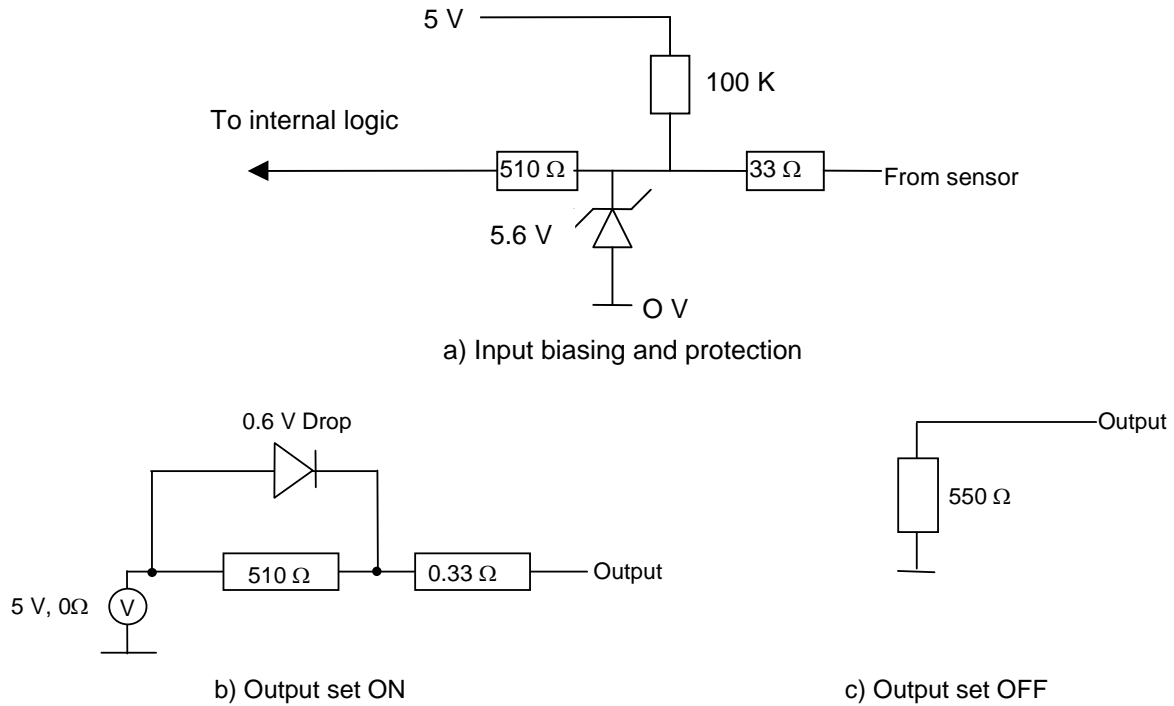 5 V
100 K
To internal logic
510 Ω
33 Ω
From sensor
5.6 V
O V
a) Input biasing and protection
0.6 V Drop
Output
550 Ω
510 Ω
0.33 Ω
Output
5 V, 0Ω
V
b) Output set ON
c) Output set OFF